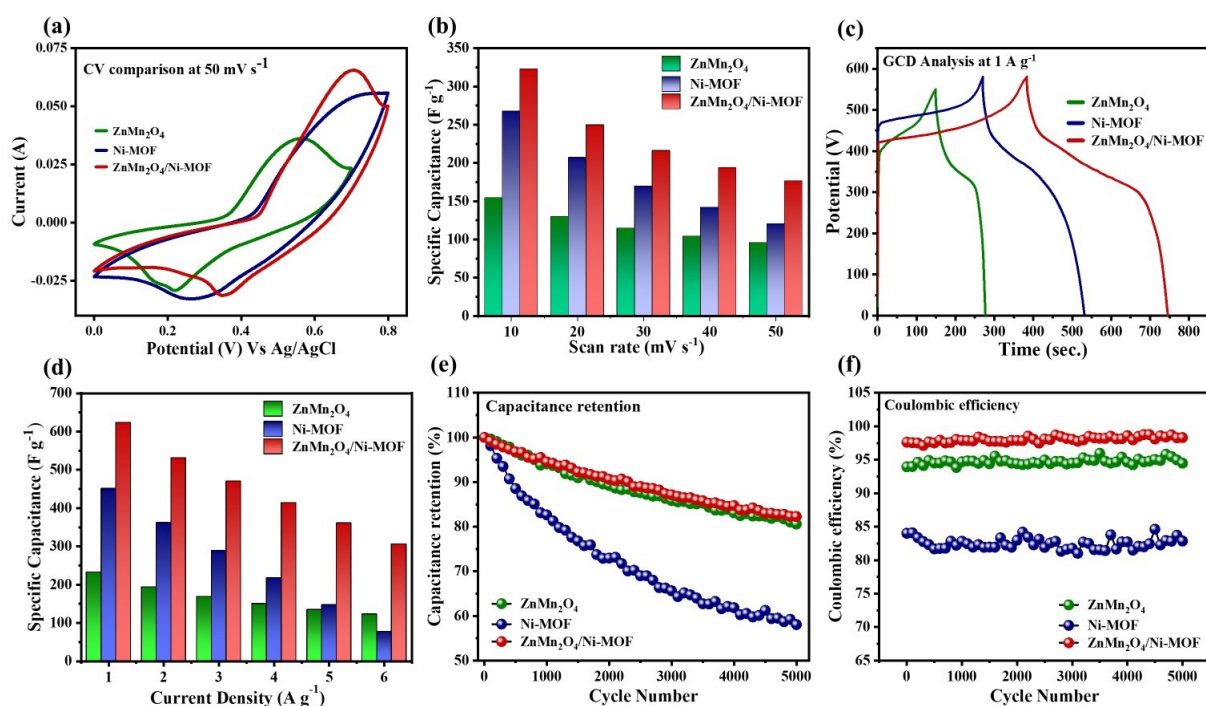 (a)
CV comparison at 50 mV s⁻¹
ZnMn₂O₄
Ni-MOF
ZnMn₂O₄/Ni-MOF
Current (A)
0.075
0.050
0.025
0.000
-0.025
0.0 0.2 0.4 0.6 0.8
Potential (V) Vs Ag/AgCl
(b)
ZnMn₂O₄
Ni-MOF
ZnMn₂O₄/Ni-MOF
Specific Capacitance (F g⁻¹)
350
300
250
200
150
100
50
0
10 20 30 40 50
Scan rate (mV s⁻¹)
(c)
GCD Analysis at 1 A g⁻¹
ZnMn₂O₄
Ni-MOF
ZnMn₂O₄/Ni-MOF
Potential (V)
600
500
400
300
200
100
0
0 100 200 300 400 500 600 700 800
Time (sec.)
(d)
ZnMn₂O₄
Ni-MOF
ZnMn₂O₄/Ni-MOF
Specific Capacitance (F g⁻¹)
700
600
500
400
300
200
100
0
1 2 3 4 5 6
Current Density (A g⁻¹)
(e)
Capacitance retention
ZnMn₂O₄
Ni-MOF
ZnMn₂O₄/Ni-MOF
Capacitance retention (%)
110
100
90
80
70
60
50
0 1000 2000 3000 4000 5000
Cycle Number
(f)
Coulombic efficiency
ZnMn₂O₄
Ni-MOF
ZnMn₂O₄/Ni-MOF
Coulombic efficiency (%)
105
100
95
90
85
80
75
70
65
0 1000 2000 3000 4000 5000
Cycle Number